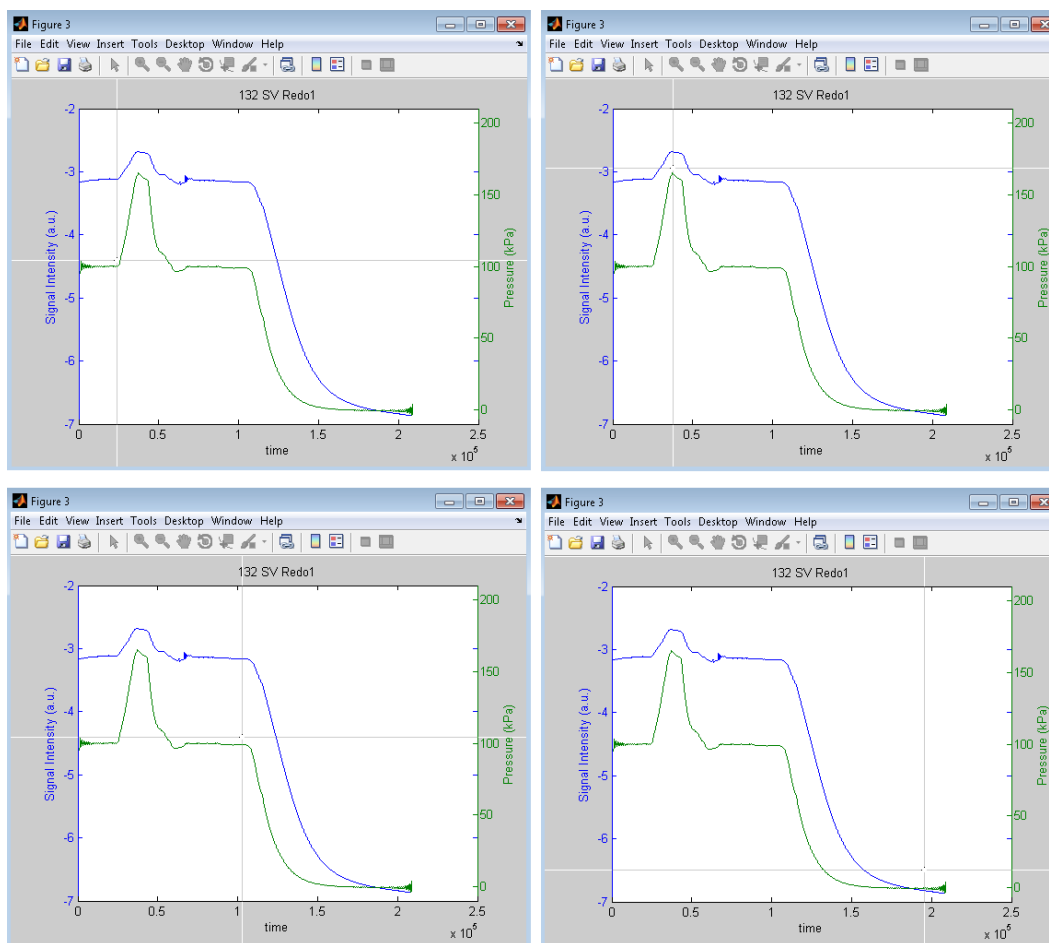 Figure 3
File Edit View Insert Tools Desktop Window Help
132 SV Redo1
-2
-3
-4
-5
-6
-7
Signal Intensity (a.u.)
200
150
100
50
0
Pressure (kPa)
0 0.5 1 1.5 2 2.5
time
x 10^5
Figure 3
File Edit View Insert Tools Desktop Window Help
132 SV Redo1
-2
-3
-4
-5
-6
-7
Signal Intensity (a.u.)
200
150
100
50
0
Pressure (kPa)
0 0.5 1 1.5 2 2.5
time
x 10^5
Figure 3
File Edit View Insert Tools Desktop Window Help
132 SV Redo1
-2
-3
-4
-5
-6
-7
Signal Intensity (a.u.)
200
150
100
50
0
Pressure (kPa)
0 0.5 1 1.5 2 2.5
time
x 10^5
Figure 3
File Edit View Insert Tools Desktop Window Help
132 SV Redo1
-2
-3
-4
-5
-6
-7
Signal Intensity (a.u.)
200
150
100
50
0
Pressure (kPa)
0 0.5 1 1.5 2 2.5
time
x 10^5